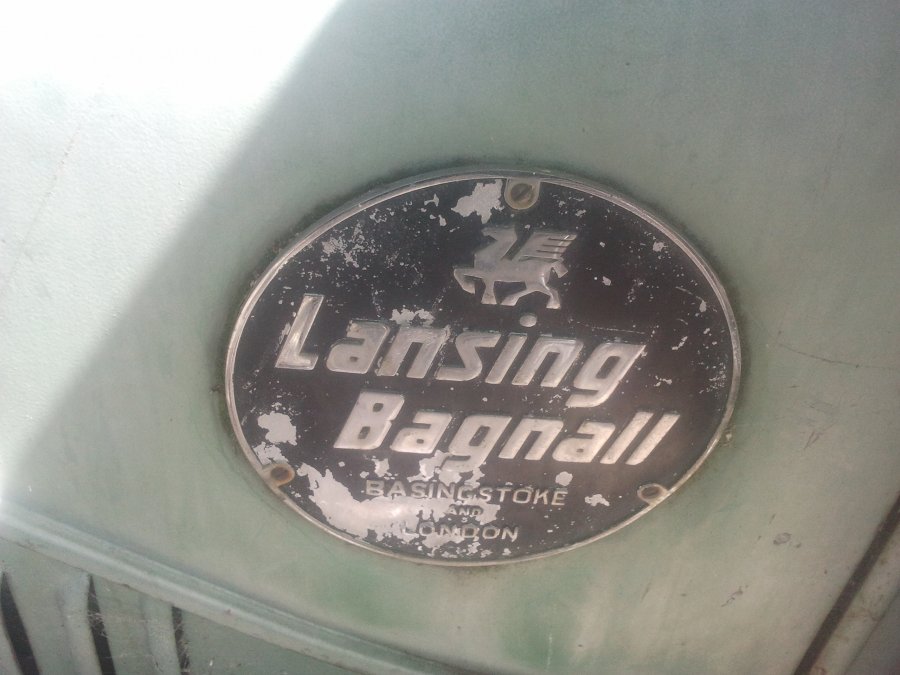 Lansing
Bagnall
BASINGSTOKE
AND
LONDON